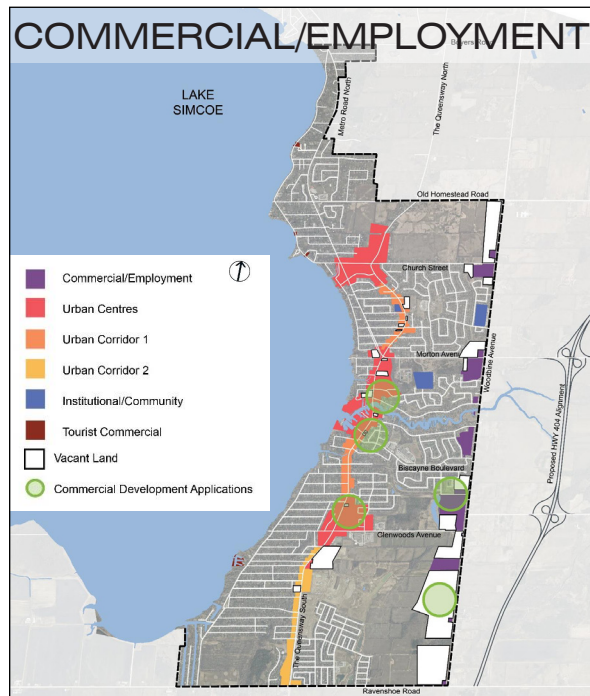 COMMERCIAL/EMPLOYMENT
Boyers Road
LAKE
SIMCOE
Metro Road North
The Queensway North
Old Homestead Road
Church Street
Commercial/Employment
Urban Centres
Urban Corridor 1
Urban Corridor 2
Institutional/Community
Tourist Commercial
Vacant Land
Commercial Development Applications
Morton Avenue
Woodbine Avenue
Proposed HWY 404 Alignment
Biscayne Boulevard
Glenwoods Avenue
The Queensway South
Ravenshoe Road